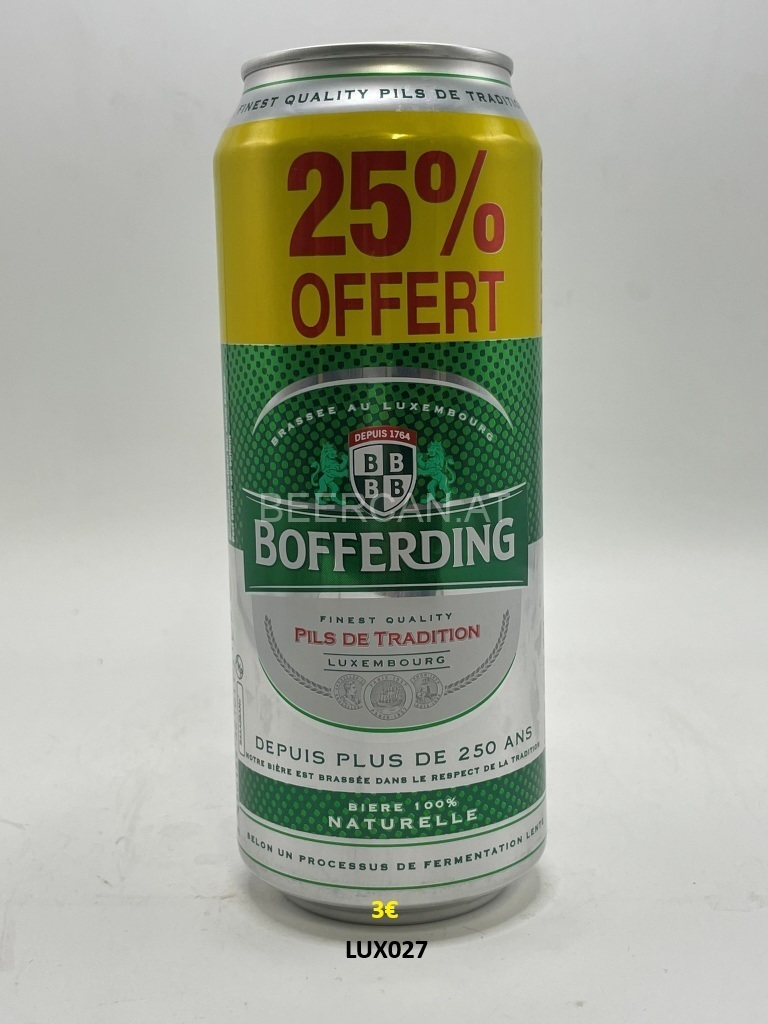 FINEST QUALITY PILS DE TRADITION
25%
OFFERT
BRASSÉE AU LUXEMBOURG
DEPUIS 1764
B B
B B
BEERCAN.AT
BOFFERDING
FINEST QUALITY
PILS DE TRADITION
LUXEMBOURG
DEPUIS PLUS DE 250 ANS
NOTRE BIÈRE EST BRASSÉE DANS LE RESPECT DE LA TRADITION
BIERE 100%
NATURELLE
SELON UN PROCESSUS DE FERMENTATION LENTE
3€
LUX027